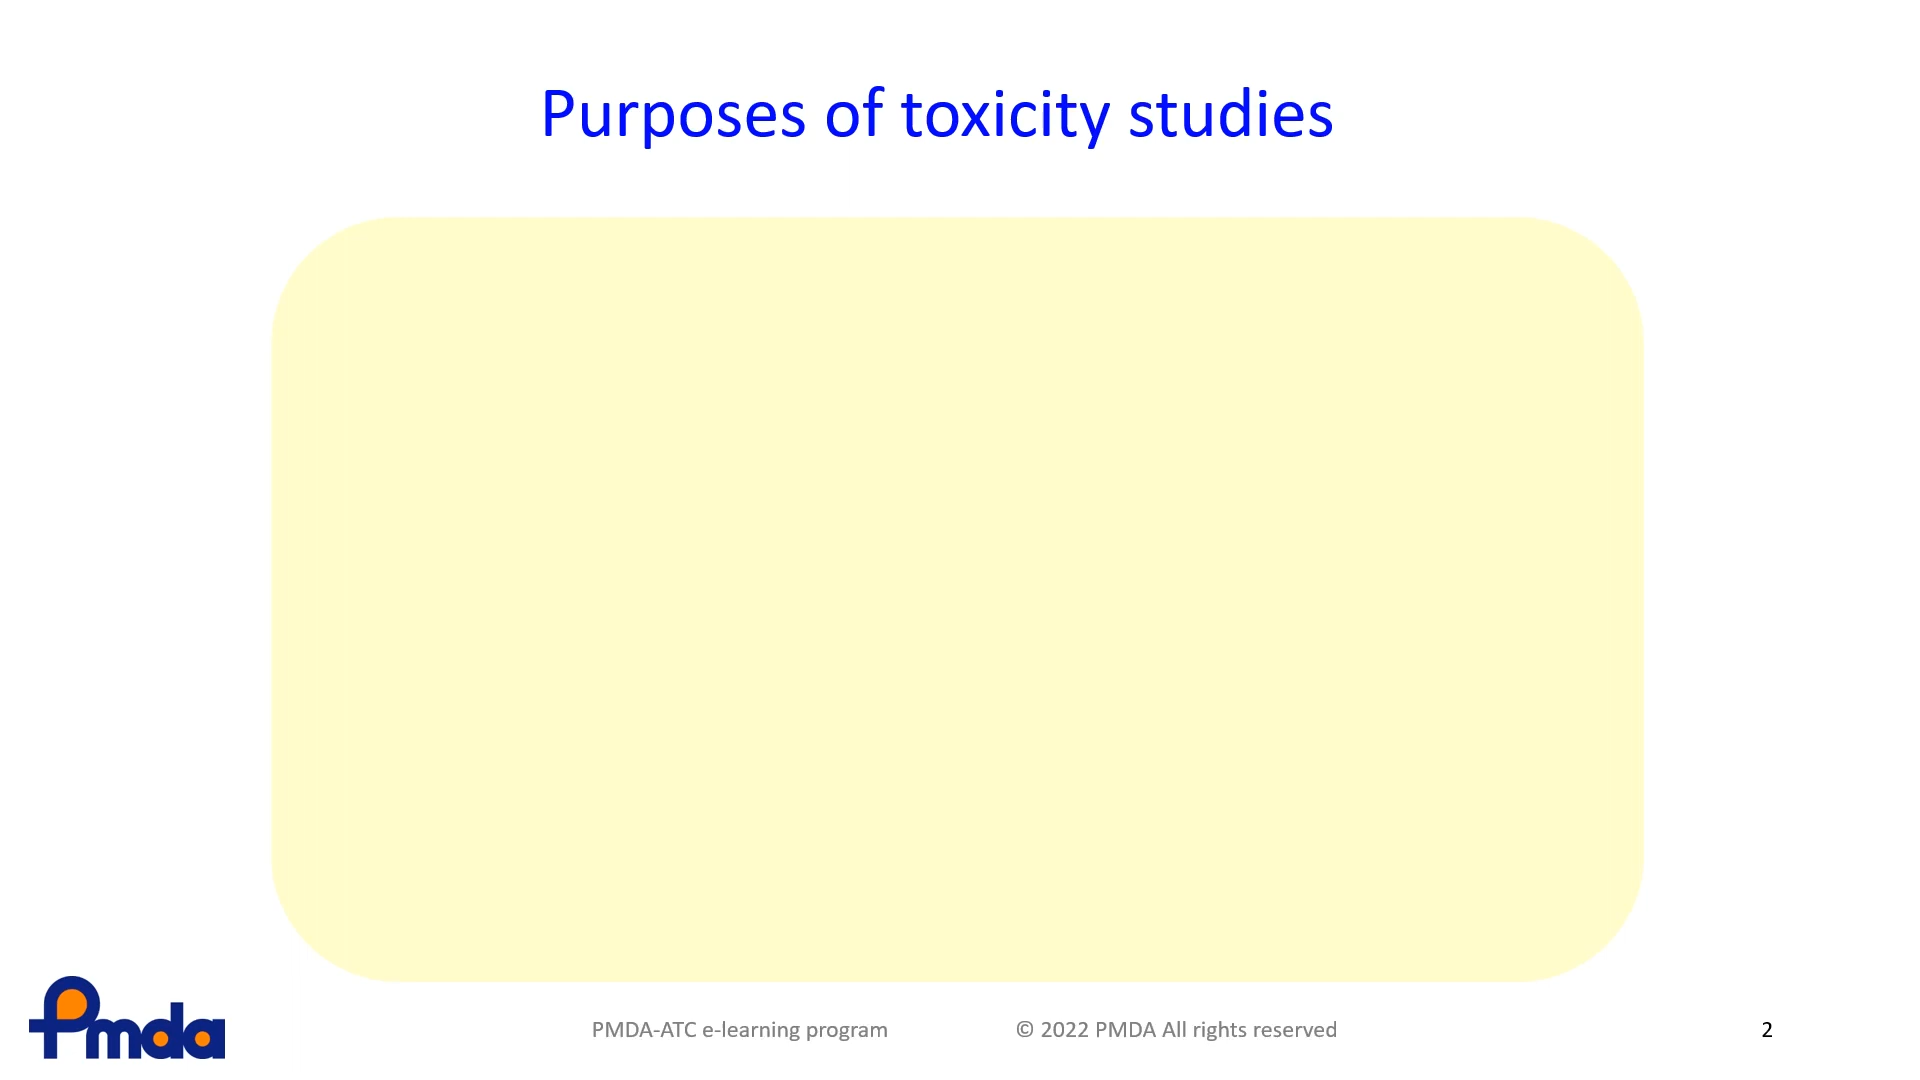 Purposes of toxicity studies
Pmda
PMDA-ATC e-learning program
© 2022 PMDA All rights reserved
2